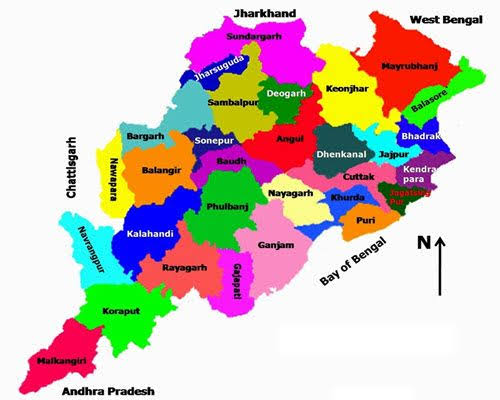 Jharkhand
West Bengal
Sundargarh
Jharsuguda
Mayrubhanj
Deogarh
Keonjhar
Sambalpur
Balasore
Bargarh
Sonepur
Angul
Bhadrak
Chattisgarh
Nawapara
Balangir
Baudh
Dhenkanal
Jajpur
Kendra
para
Cuttak
Jagatsing
Pur
Phulbanj
Nayagarh
Khurda
Puri
Kalahandi
Navrangpur
Ganjam
Rayagarh
Gajapati
Bay of Bengal
N
Koraput
Malkangiri
Andhra Pradesh